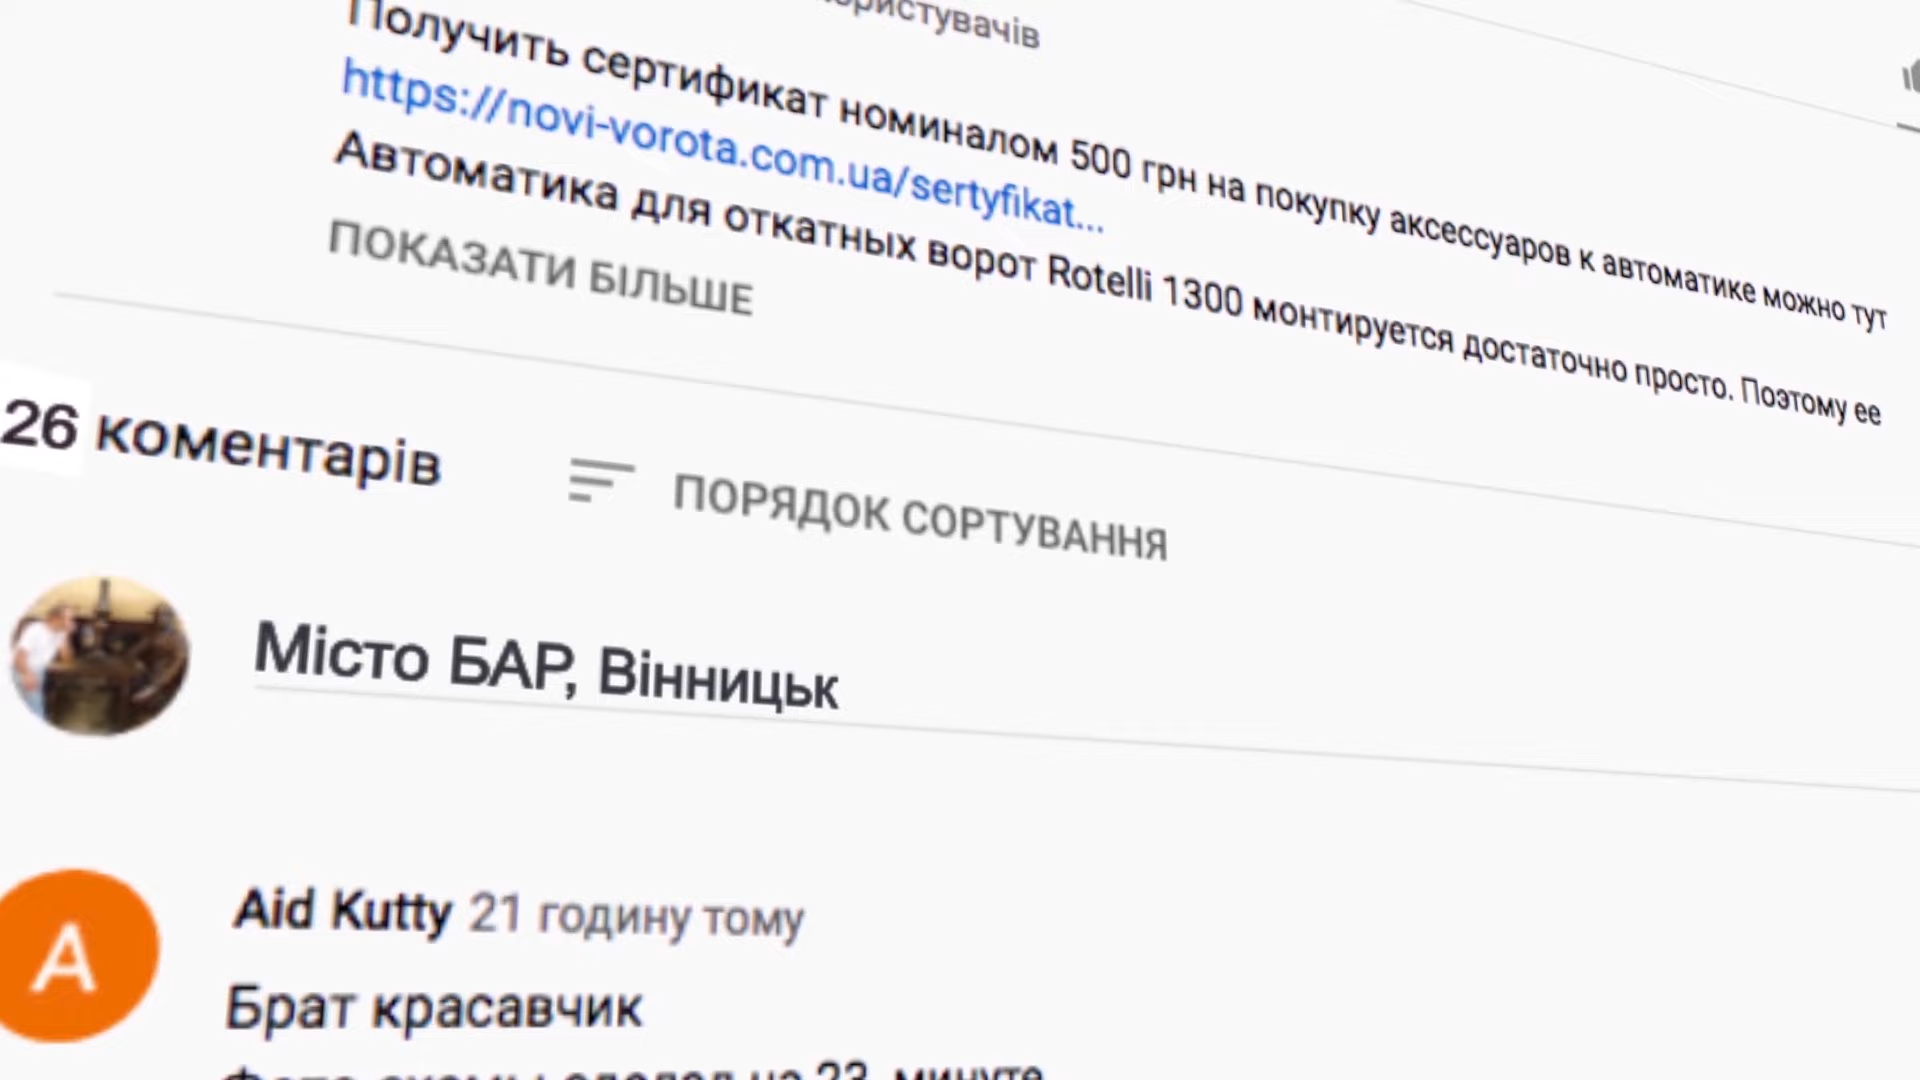 Получить сертификат номиналом 500 грн на покупку аксессуаров к автоматике можно тут
https://novi-vorota.com.ua/sertyfikat...
Автоматика для откатных ворот Rotelli 1300 монтируется достаточно просто. Поэтому ее
ПОКАЗАТИ БІЛЬШЕ
26 коментарів
ПОРЯДОК СОРТУВАННЯ
Місто БАР, Вінницьк
Aid Kutty 21 годину тому
A
Брат красавчик